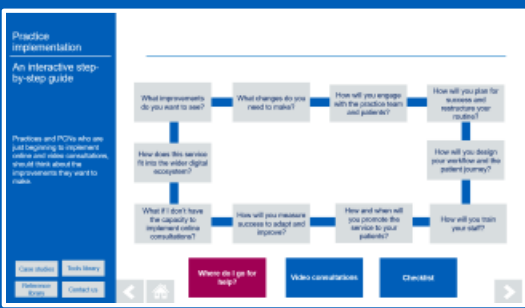 Practice
implementation
An interactive step-
by-step guide
Practices and PCNs who are
just beginning to implement
online and video consultations,
should think about the
improvements they want to
make.
Case studies
Tools library
Reference
library
Contact us
What improvements
do you want to see?
What changes do you
need to make?
How will you engage
with the practice team
and patients?
How will you plan for
success and
restructure your
routine?
How does this service
fit into the wider digital
ecosystem?
How will you design
your workflow and the
patient journey?
What if I don't have
the capacity to
implement online
consultations?
How will you measure
success to adapt and
improve?
How and when will
you promote the
service to your
patients?
How will you train
your staff?
Where do I go for
help?
Video consultations
Checklist